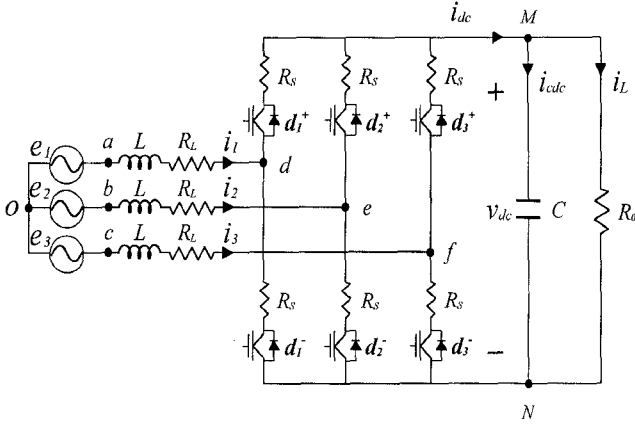 i_dc M
R_S R_S R_S
+ i_cdc i_L
d_1^+ d_2^+ d_3^+
e_1 a L R_L i_1 d
e_2 b L R_L i_2 e
O v_dc C
e_3 c L R_L i_3 f
R_S R_S R_S
d_1^- d_2^- d_3^- −
N